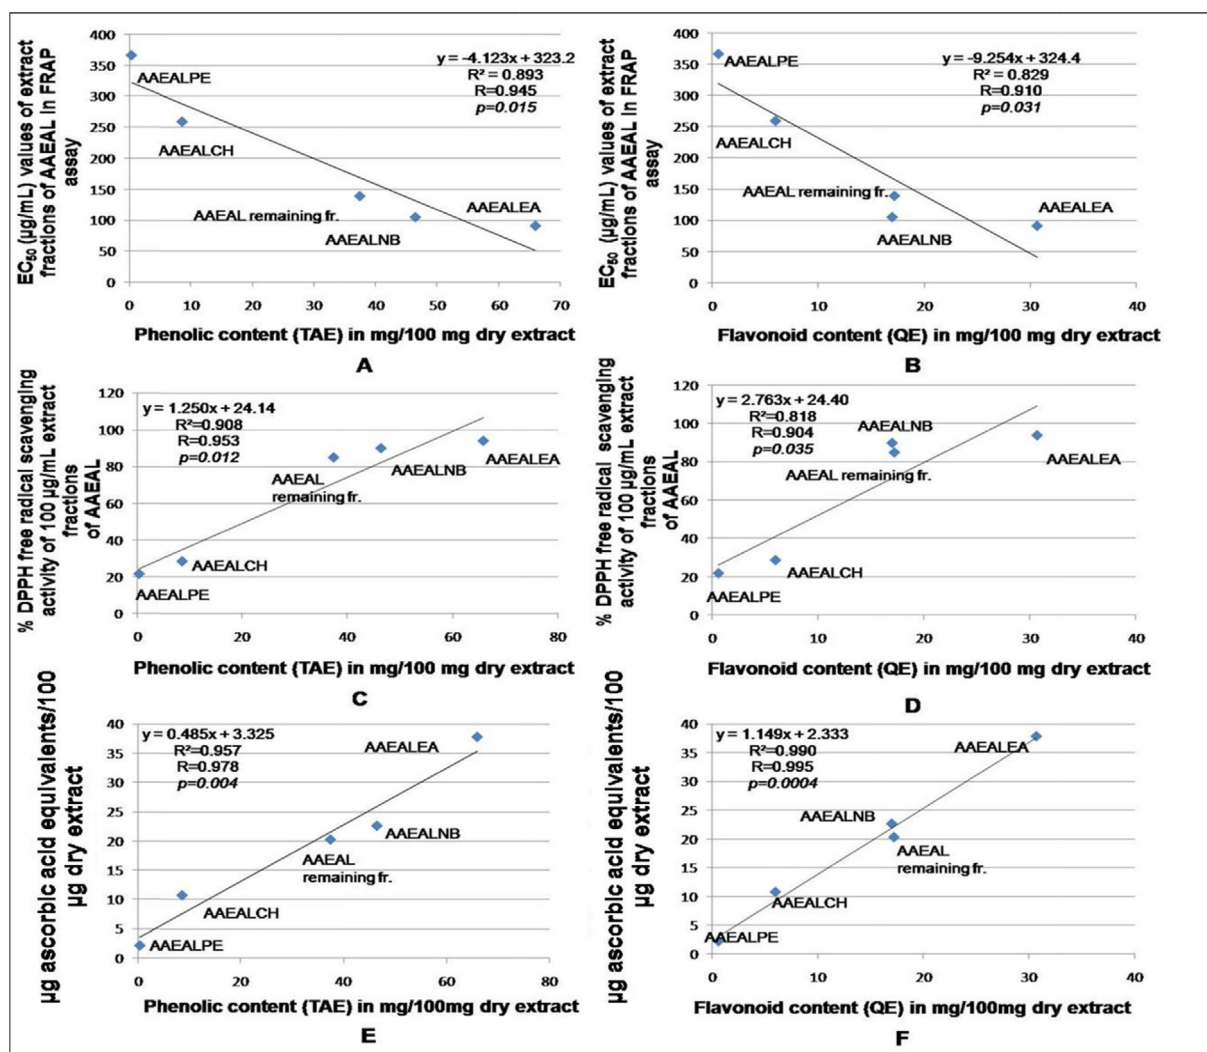 EC₅₀ (µg/mL) values of extract
fractions of AAEAL In FRAP
assay
400
350
300
250
200
150
100
50
0
y = -4.123x + 323.2
R² = 0.893
R=0.945
p=0.015
AAEALPE
AAEALCH
AAEAL remaining fr.
AAEALNB
AAEALEA
0 10 20 30 40 50 60 70
Phenolic content (TAE) in mg/100 mg dry extract
A
EC₅₀ (µg/mL) values of extract
fractions of AAEAL In FRAP
assay
400
350
300
250
200
150
100
50
0
y = -9.254x + 324.4
R² = 0.829
R=0.910
p=0.031
AAEALPE
AAEALCH
AAEAL remaining fr.
AAEALNB
AAEALEA
0 10 20 30 40
Flavonoid content (QE) in mg/100 mg dry extract
B
% DPPH free radical scavenging
activity of 100 µg/mL extract
fractions
of AAEAL
120
100
80
60
40
20
0
y = 1.250x + 24.14
R²=0.908
R=0.953
p=0.012
AAEALPE
AAEALCH
AAEAL
remaining fr.
AAEALNB
AAEALEA
0 20 40 60 80
Phenolic content (TAE) in mg/100 mg dry extract
C
% DPPH free radical scavenging
activity of 100 µg/mL extract
fractions
of AAEAL
120
100
80
60
40
20
0
y = 2.763x + 24.40
R²=0.818
R=0.904
p=0.035
AAEALNB
AAEAL remaining fr.
AAEALEA
AAEALCH
AAEALPE
0 10 20 30 40
Flavonoid content (QE) in mg/100 mg dry extract
D
µg ascorbic acid equivalents/100
µg dry extract
40
35
30
25
20
15
10
5
0
y = 0.485x + 3.325
R²=0.957
R=0.978
p=0.004
AAEALEA
AAEALNB
AAEAL
remaining fr.
AAEALCH
AAEALPE
0 20 40 60 80
Phenolic content (TAE) in mg/100mg dry extract
E
µg ascorbic acid equivalents/100
µg dry extract
40
35
30
25
20
15
10
5
0
y = 1.149x + 2.333
R²=0.990
R=0.995
p=0.0004
AAEALEA
AAEALNB
AAEAL
remaining fr.
AAEALCH
AAEALPE
0 10 20 30 40
Flavonoid content (QE) in mg/100mg dry extract
F